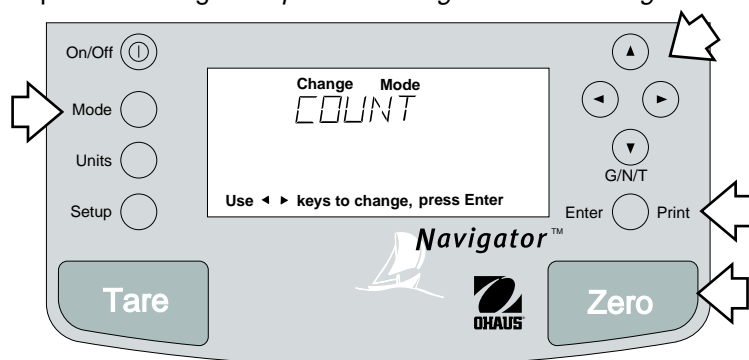 On/Off
Mode
Units
Setup
Change Mode
COUNT
Use ◄ ► keys to change, press Enter
G/N/T
Enter Print
Navigator™
Tare
OHAUS
Zero